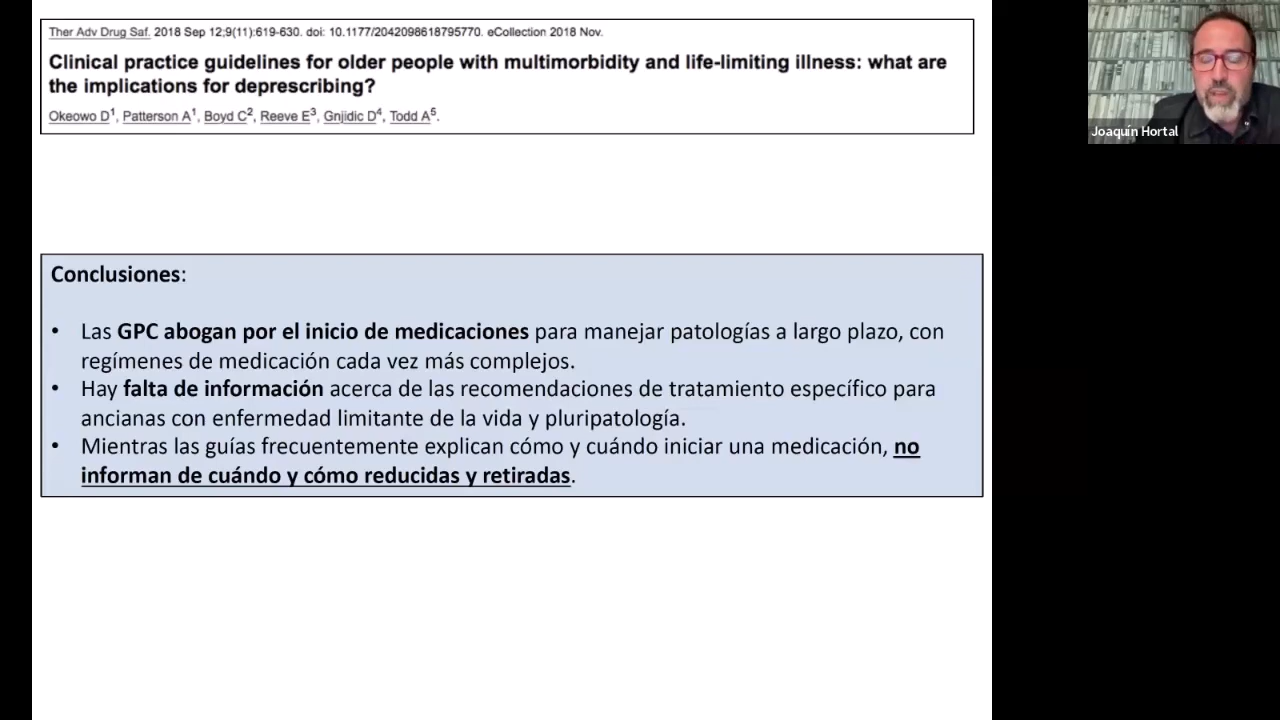 Ther Adv Drug Saf. 2018 Sep 12;9(11):619-630. doi: 10.1177/2042098618795770. eCollection 2018 Nov.
Clinical practice guidelines for older people with multimorbidity and life-limiting illness: what are
the implications for deprescribing?
Okeowo D1, Patterson A1, Boyd C2, Reeve E3, Gnjidic D4, Todd A5.
Joaquín Hortal
Conclusiones:
• Las GPC abogan por el inicio de medicaciones para manejar patologías a largo plazo, con
regímenes de medicación cada vez más complejos.
• Hay falta de información acerca de las recomendaciones de tratamiento específico para
ancianas con enfermedad limitante de la vida y pluripatología.
• Mientras las guías frecuentemente explican cómo y cuándo iniciar una medicación, no
informan de cuándo y cómo reducidas y retiradas.